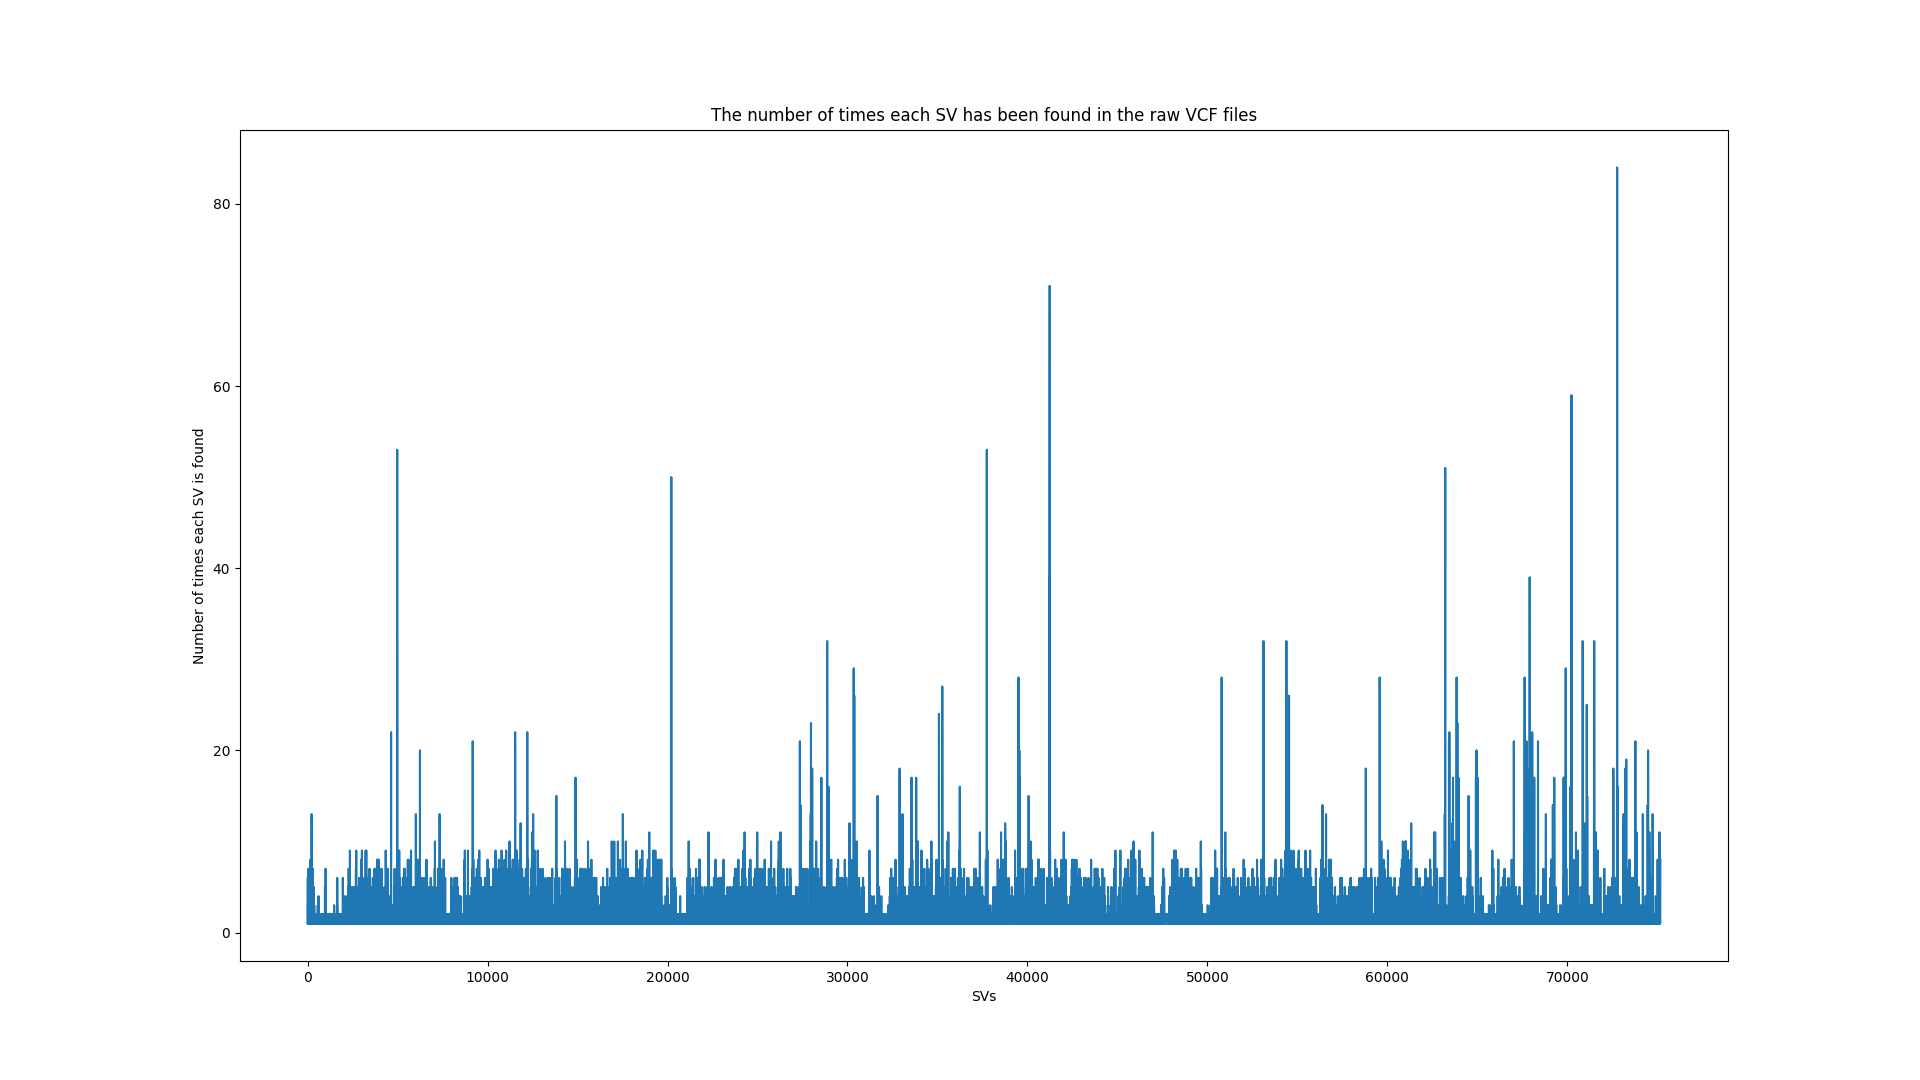 The number of times each SV has been found in the raw VCF files
Number of times each SV is found
80
60
40
20
0
0 10000 20000 30000 40000 50000 60000 70000
SVs